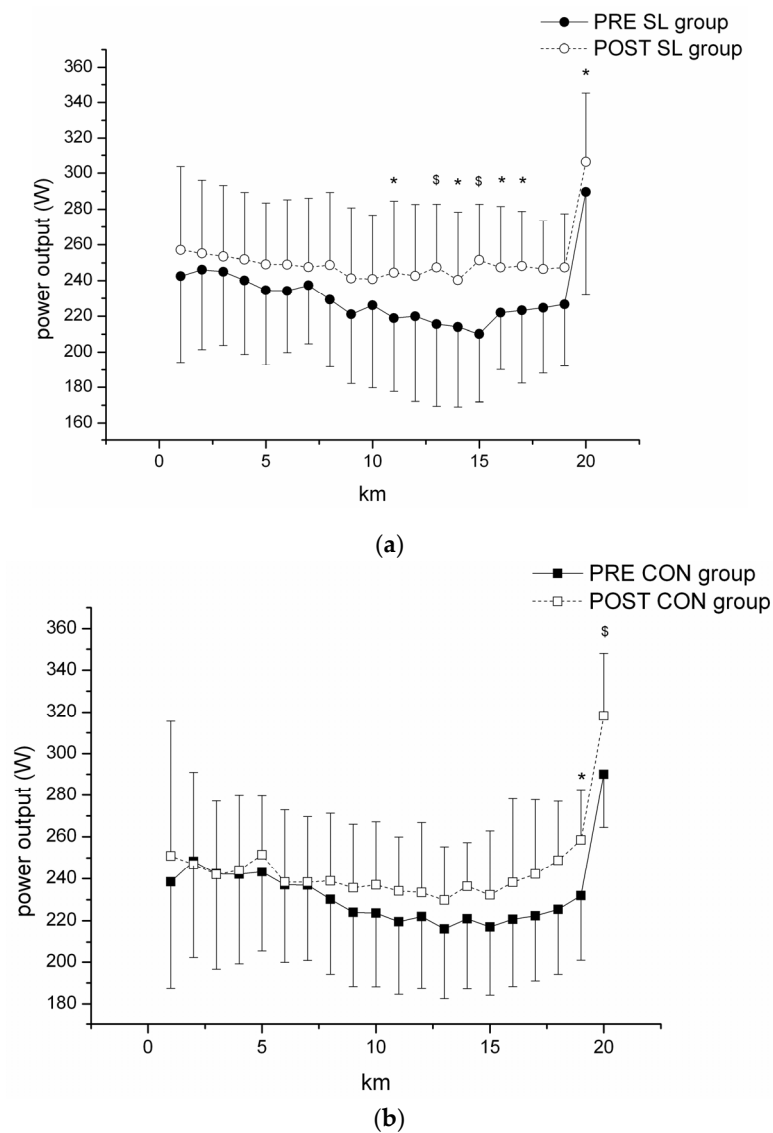 PRE SL group
POST SL group
*
360
340
320
300
280
260
240
220
200
180
160
power output (W)
* $ * $ * *
0 5 10 15 20
km
(a)
PRE CON group
POST CON group
$
*
360
340
320
300
280
260
240
220
200
180
power output (W)
0 5 10 15 20
km
(b)